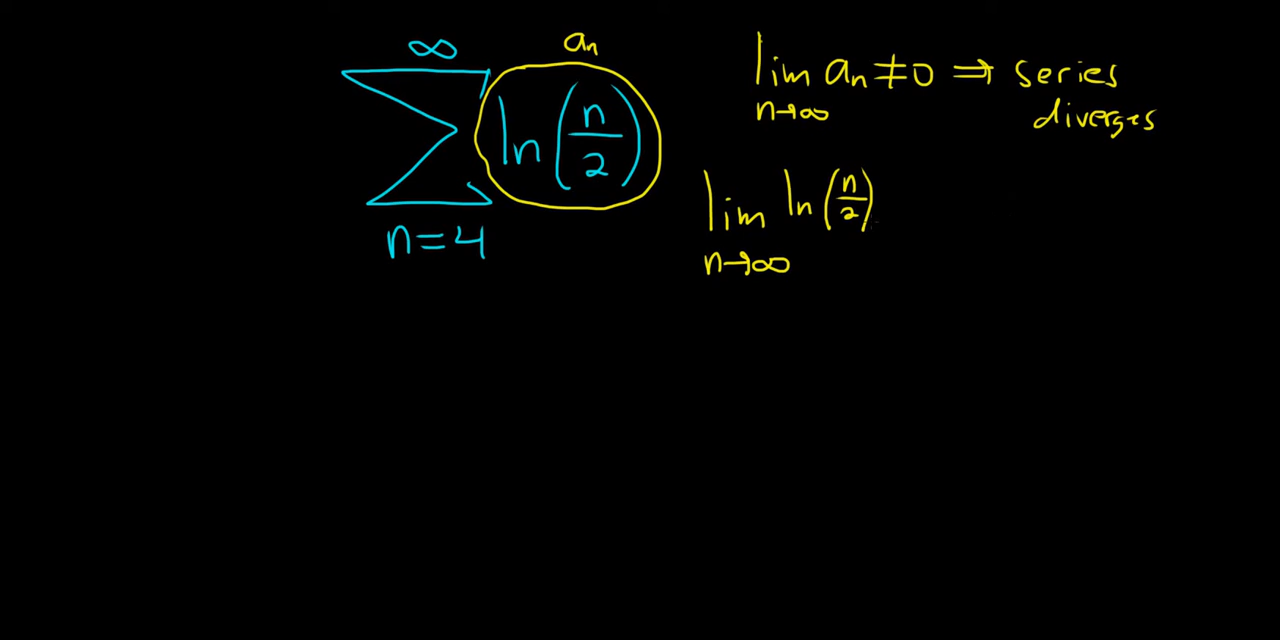 ∞
∑ ln(n/2)
n=4
aₙ
lim aₙ ≠ 0 ⇒ series
n→∞ diverges
lim ln(n/2)
n→∞